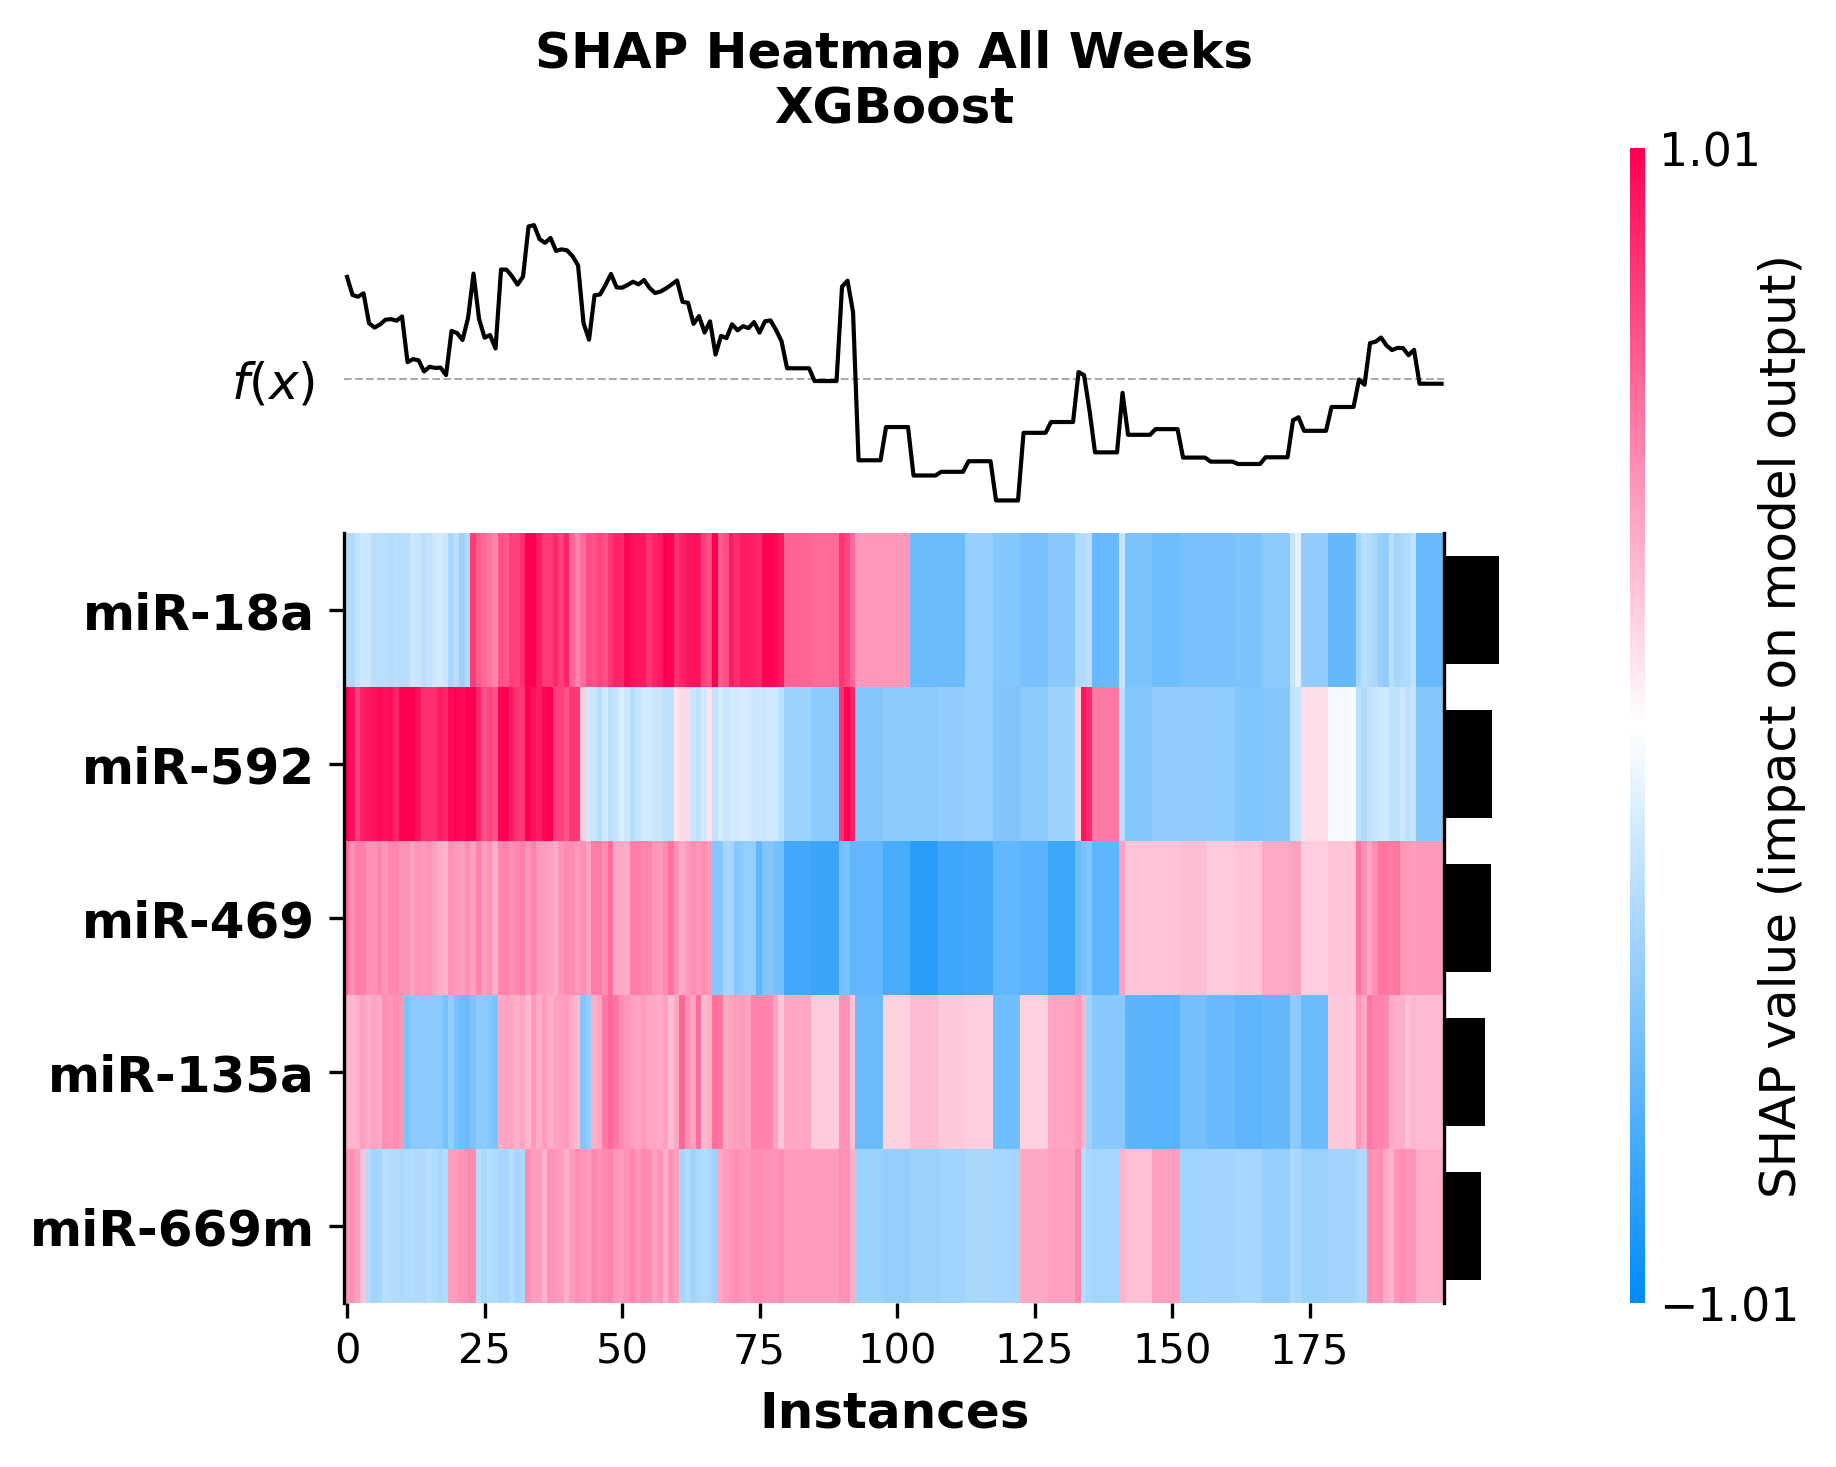 SHAP Heatmap All Weeks
XGBoost
1.01
f(x)
miR-18a
miR-592
miR-469
miR-135a
miR-669m
SHAP value (impact on model output)
−1.01
0 25 50 75 100 125 150 175
Instances